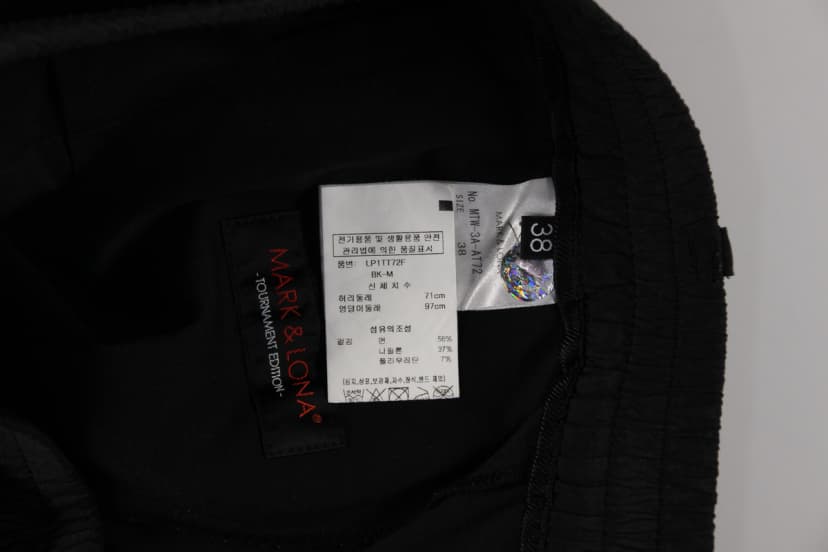 전기용품 및 생활용품 안전
관리법에 의한 품질표시
품번: LP1TT72F
BK-M
신체치수
허리둘레 71cm
엉덩이둘레 97cm
섬유의조성
겉감 면 56%
나일론 37%
폴리우레탄 7%
No. MTW-3A-AT72
SIZE 38
MARK & LONA
38
MARK & LONA®
-TOURNAMENT EDITION-